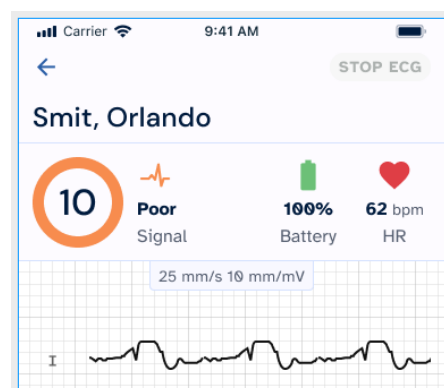 Carrier 9:41 AM
STOP ECG
Smit, Orlando
10
Poor 100% 62 bpm
Signal Battery HR
25 mm/s 10 mm/mV
I